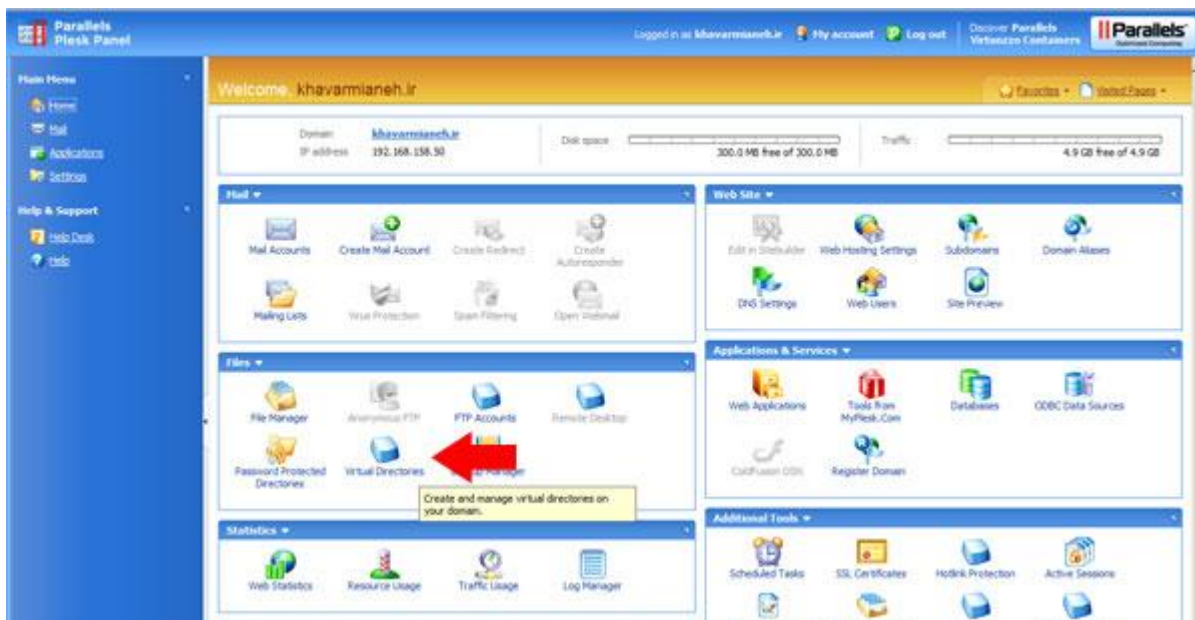 Parallels
Plesk Panel
Logged in as khavarmianeh.ir
My account
Log out
Discover Parallels
Virtuozzo Containers
Parallels
Optimized Computing
Main Menu
Home
Mail
Applications
Settings
Help & Support
Help Desk
Help
Welcome, khavarmianeh.ir
Favorites
Visited Pages
Domain khavarmianeh.ir
IP address 192.168.158.50
Disk space
300.0 MB free of 300.0 MB
Traffic
4.9 GB free of 4.9 GB
Mail
Mail Accounts
Create Mail Account
Create Redirect
Create
Autoresponder
Mailing Lists
Virus Protection
Spam Filtering
Open Webmail
Files
File Manager
Anonymous FTP
FTP Accounts
Remote Desktop
Password Protected
Directories
Virtual Directories
Manager
Create and manage virtual directories on
your domain.
Statistics
Web Statistics
Resource Usage
Traffic Usage
Log Manager
Web Site
Edit in Sitebuilder
Web Hosting Settings
Subdomains
Domain Aliases
DNS Settings
Web Users
Site Preview
Applications & Services
Web Applications
Tools from
MyPlesk.Com
Databases
ODBC Data Sources
ColdFusion DSN
Register Domain
Additional Tools
Scheduled Tasks
SSL Certificates
Hotlink Protection
Active Sessions